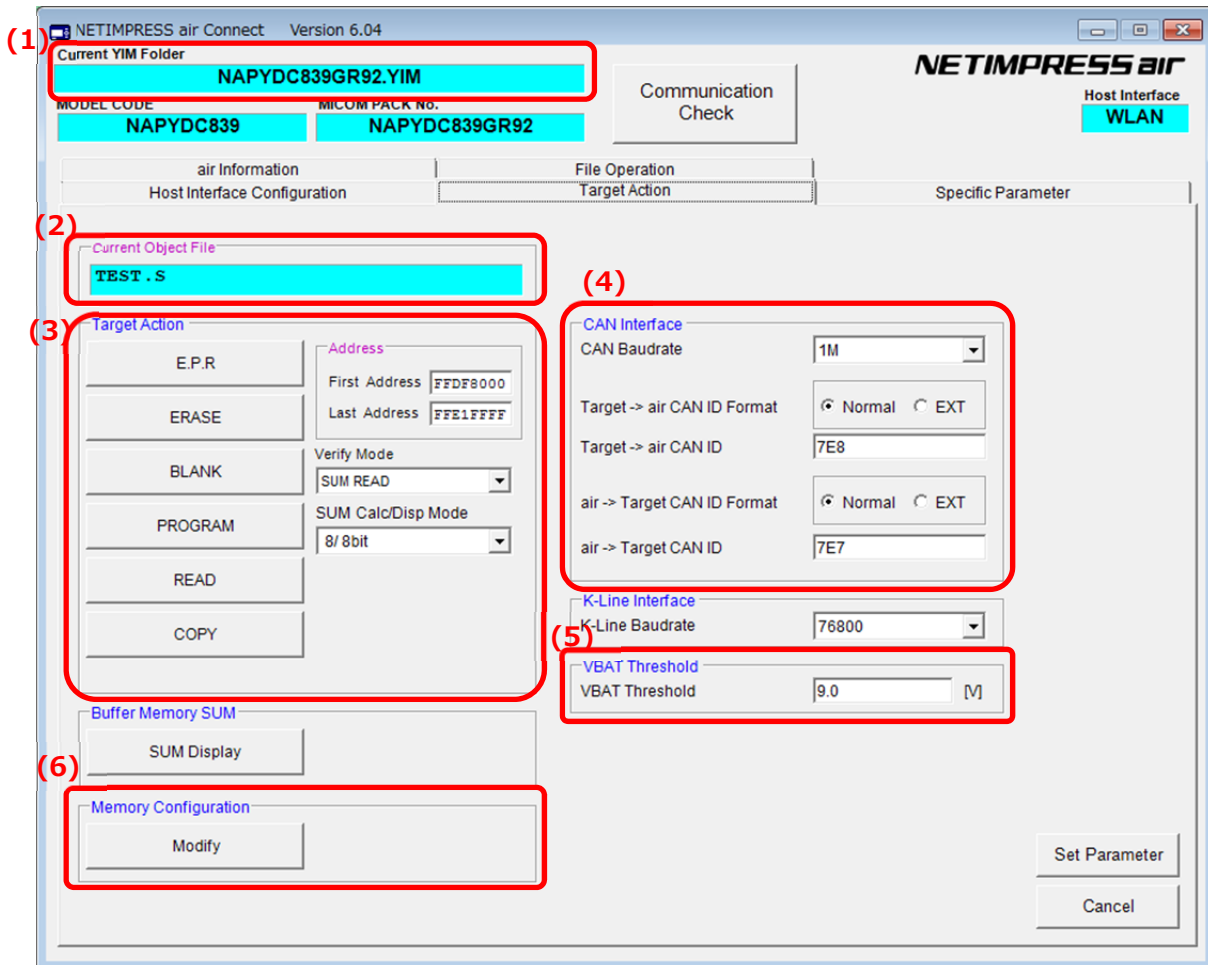 NETIMPRESS air Connect Version 6.04
(1)
Current YIM Folder
NAPYDC839GR92.YIM
MODEL CODE
MICOM PACK No.
NAPYDC839
NAPYDC839GR92
Communication
Check
NETIMPRESS air
Host Interface
WLAN
air Information
File Operation
Host Interface Configuration
Target Action
Specific Parameter
(2)
Current Object File
TEST.S
(3)
Target Action
E.P.R
ERASE
BLANK
PROGRAM
READ
COPY
Address
First Address FFDF8000
Last Address FFE1FFFF
Verify Mode
SUM READ
SUM Calc/Disp Mode
8/ 8bit
Buffer Memory SUM
SUM Display
(6)
Memory Configuration
Modify
(4)
CAN Interface
CAN Baudrate 1M
Target -> air CAN ID Format Normal EXT
Target -> air CAN ID 7E8
air -> Target CAN ID Format Normal EXT
air -> Target CAN ID 7E7
K-Line Interface
K-Line Baudrate 76800
(5)
VBAT Threshold
VBAT Threshold 9.0 [V]
Set Parameter
Cancel